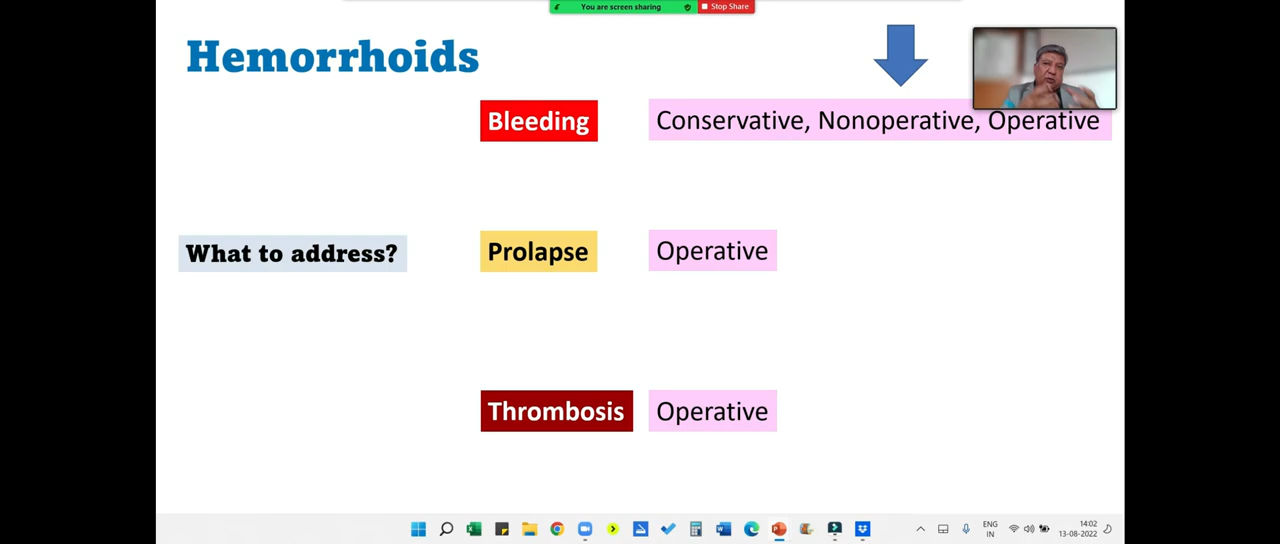 You are screen sharing
Stop Share
Hemorrhoids
Bleeding
Conservative, Nonoperative, Operative
What to address?
Prolapse
Operative
Thrombosis
Operative
ENG
IN
14:02
13-08-2022